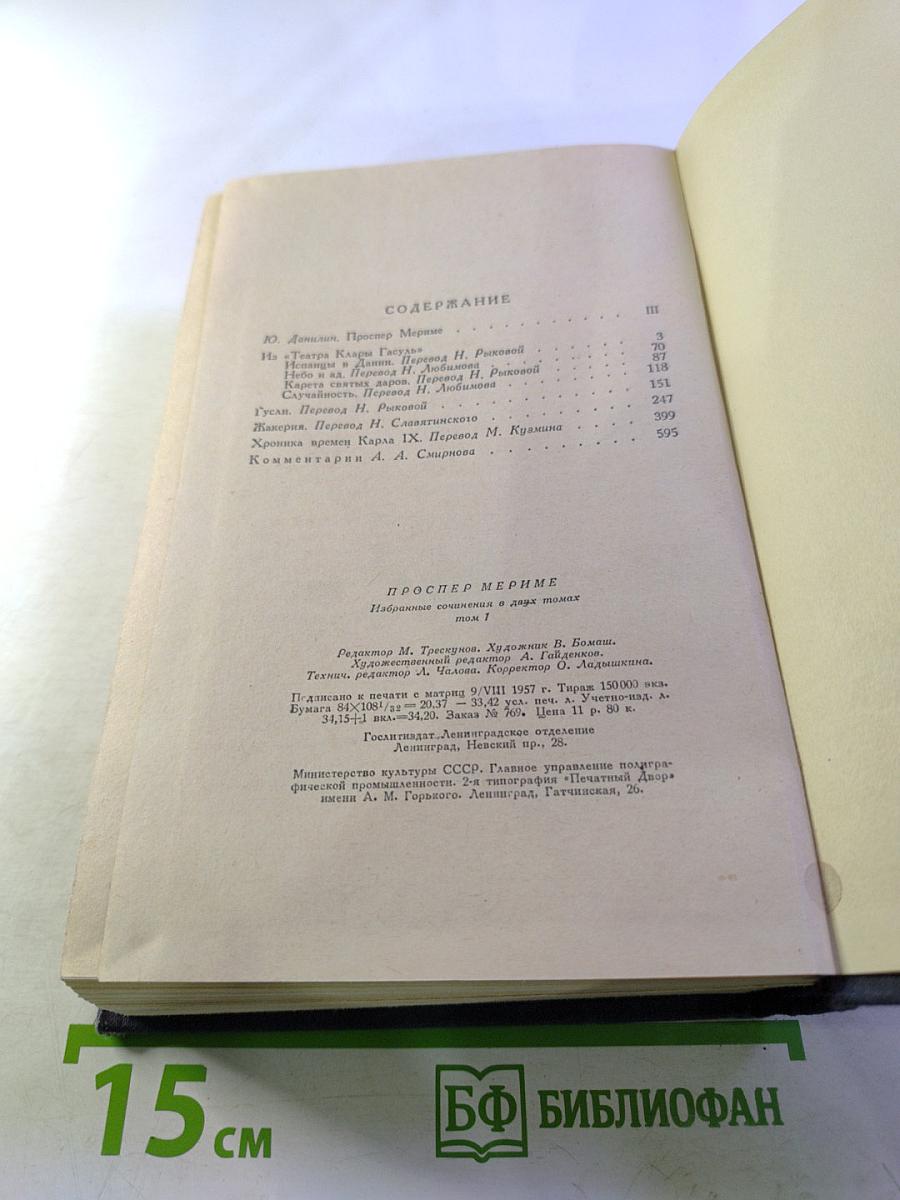 СОДЕРЖАНИЕ
Ю. Данилин. Проспер Мериме . . . . . . . . . . . III
Из «Театра Клары Гасуль»
Испанцы в Дании. Перевод Н. Рыковой . . . . . . 3
Небо и ад. Перевод Н. Любимова . . . . . . . . 70
Карета святых даров. Перевод Н. Рыковой . . . . . 87
Случайность. Перевод Н. Любимова . . . . . . . 118
Гусли. Перевод Н. Рыковой . . . . . . . . . . . 151
Жакерия. Перевод Н. Славятинского . . . . . . . . 247
Хроника времен Карла IX. Перевод М. Кузмина . . . . 399
Комментарии А. А. Смирнова . . . . . . . . . 595
ПРОСПЕР МЕРИМЕ
Избранные сочинения в двух томах
том 1
Редактор М. Трескунов. Художник В. Бомаш.
Художественный редактор А. Гайденков.
Технич. редактор Л. Чалова. Корректор О. Ладышкина.
Подписано к печати с матриц 9/VIII 1957 г. Тираж 150 000 экз.
Бумага 84×108¹/₃₂ = 20,37 — 33,42 усл. печ. л. Учетно-изд. л.
34,15+1 вкл.=34,20. Заказ № 769. Цена 11 р. 80 к.
Гослитиздат. Ленинградское отделение
Ленинград, Невский пр., 28.
Министерство культуры СССР. Главное управление полигра-
фической промышленности. 2-я типография «Печатный Двор»
имени А. М. Горького. Ленинград, Гатчинская, 26.
15 см
БФ БИБЛИОФАН